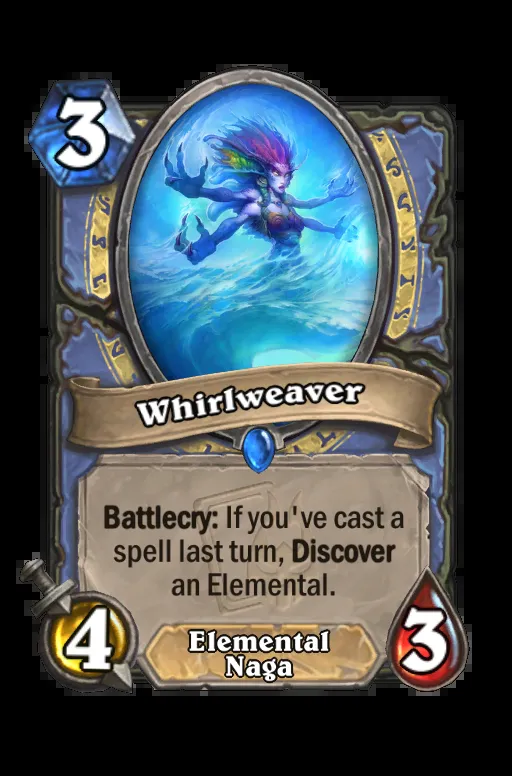 3
Whirlweaver
Battlecry: If you've cast a
spell last turn, Discover
an Elemental.
4
Elemental
Naga
3